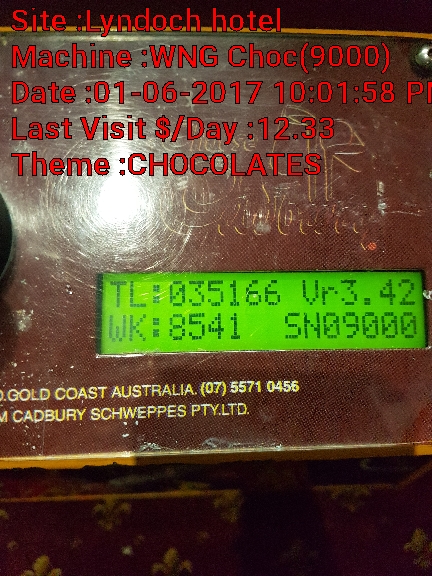 Site :Lyndoch hotel
Machine :WNG Choc(9000)
Date :01-06-2017 10:01:58 P
Last Visit $/Day :12.33
Theme :CHOCOLATES
TL:035166 Vr3.42
WK:8541 SN09000
GOLD COAST AUSTRALIA. (07) 5571 0456
CADBURY SCHWEPPES PTY.LTD.